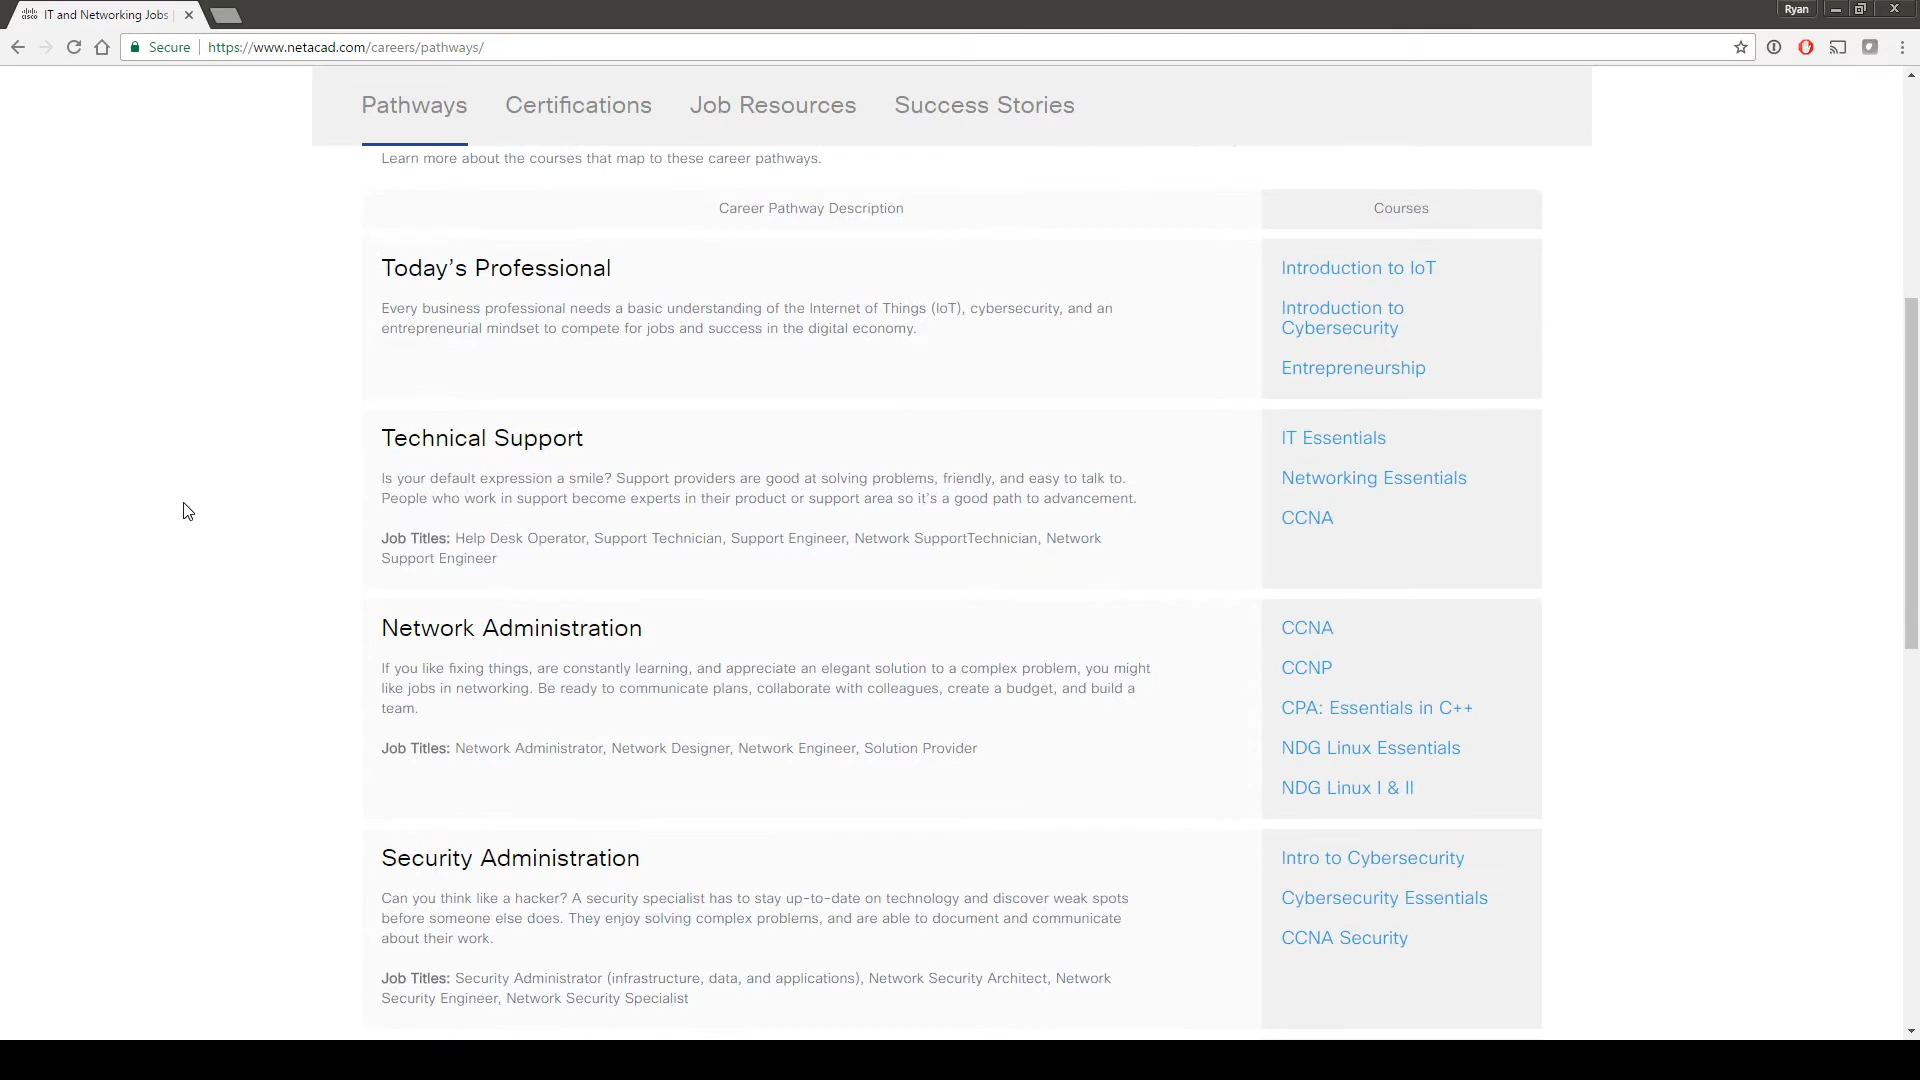 IT and Networking Jobs
Ryan
Secure
https://www.netacad.com/careers/pathways/
Pathways Certifications Job Resources Success Stories
Learn more about the courses that map to these career pathways.
Career Pathway Description
Courses
Today's Professional
Every business professional needs a basic understanding of the Internet of Things (IoT), cybersecurity, and an
entrepreneurial mindset to compete for jobs and success in the digital economy.
Introduction to IoT
Introduction to
Cybersecurity
Entrepreneurship
Technical Support
Is your default expression a smile? Support providers are good at solving problems, friendly, and easy to talk to.
People who work in support become experts in their product or support area so it's a good path to advancement.
Job Titles: Help Desk Operator, Support Technician, Support Engineer, Network SupportTechnician, Network
Support Engineer
IT Essentials
Networking Essentials
CCNA
Network Administration
If you like fixing things, are constantly learning, and appreciate an elegant solution to a complex problem, you might
like jobs in networking. Be ready to communicate plans, collaborate with colleagues, create a budget, and build a
team.
Job Titles: Network Administrator, Network Designer, Network Engineer, Solution Provider
CCNA
CCNP
CPA: Essentials in C++
NDG Linux Essentials
NDG Linux I & II
Security Administration
Can you think like a hacker? A security specialist has to stay up-to-date on technology and discover weak spots
before someone else does. They enjoy solving complex problems, and are able to document and communicate
about their work.
Job Titles: Security Administrator (infrastructure, data, and applications), Network Security Architect, Network
Security Engineer, Network Security Specialist
Intro to Cybersecurity
Cybersecurity Essentials
CCNA Security